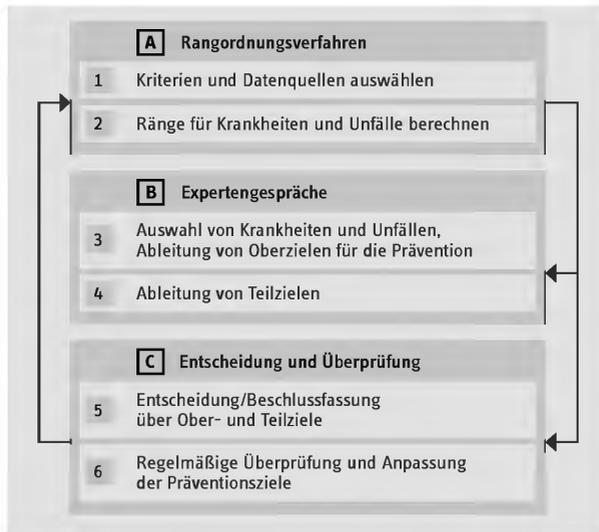 A Rangordnungsverfahren
1 Kriterien und Datenquellen auswählen
2 Ränge für Krankheiten und Unfälle berechnen
B Expertengespräche
3 Auswahl von Krankheiten und Unfällen,
Ableitung von Oberzielen für die Prävention
4 Ableitung von Teilzielen
C Entscheidung und Überprüfung
5 Entscheidung/Beschlussfassung
über Ober- und Teilziele
6 Regelmäßige Überprüfung und Anpassung
der Präventionsziele